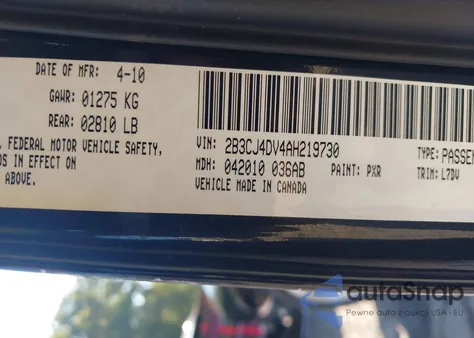 DATE OF MFR: 4-10
GAWR: 01275 KG
REAR: 02810 LB
, FEDERAL MOTOR VEHICLE SAFETY,
DS IN EFFECT ON
ABOVE.
VIN: 2B3CJ4DV4AH219730
TYPE: PASSEN
MDH: 042010 036AB
PAINT: PXR
TRIM: L7DV
VEHICLE MADE IN CANADA
autoSnap
Pewne auta z aukcji USA i EU